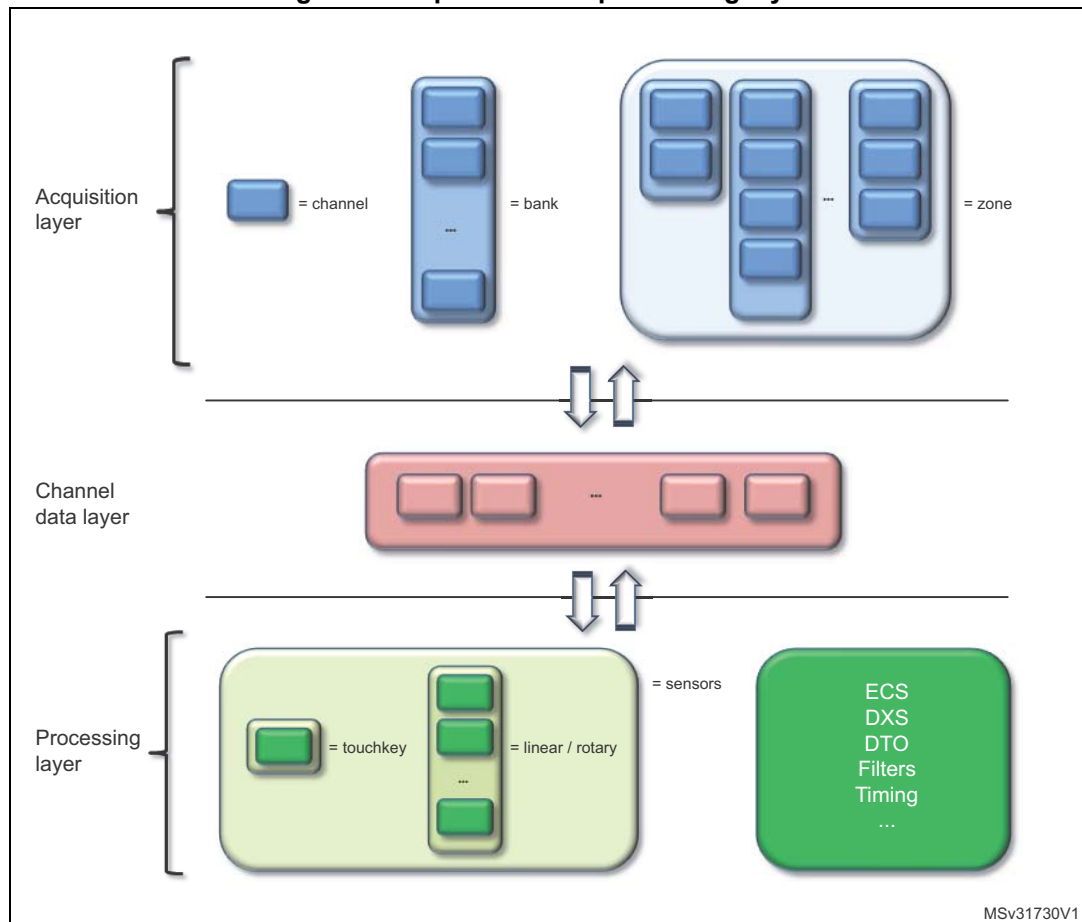 Acquisition
layer
= channel
...
= bank
...
= zone
Channel
data layer
...
Processing
layer
= touchkey
...
= linear / rotary
= sensors
ECS
DXS
DTO
Filters
Timing
...
MSv31730V1